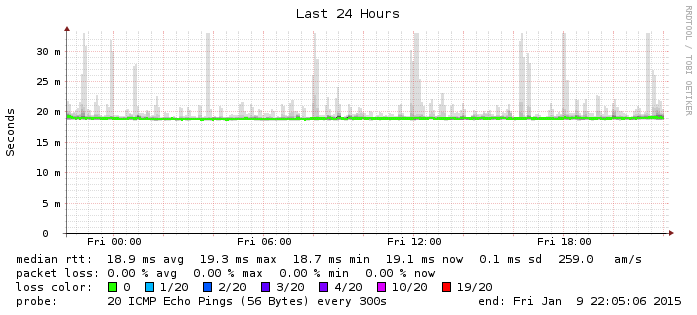 Last 24 Hours
RRDTOOL / TOBI OETIKER
Seconds
30 m
25 m
20 m
15 m
10 m
5 m
0
Fri 00:00 Fri 06:00 Fri 12:00 Fri 18:00
median rtt: 18.9 ms avg 19.3 ms max 18.7 ms min 19.1 ms now 0.1 ms sd 259.0 am/s
packet loss: 0.00 % avg 0.00 % max 0.00 % min 0.00 % now
loss color: 0 1/20 2/20 3/20 4/20 10/20 19/20
probe: 20 ICMP Echo Pings (56 Bytes) every 300s end: Fri Jan 9 22:05:06 2015